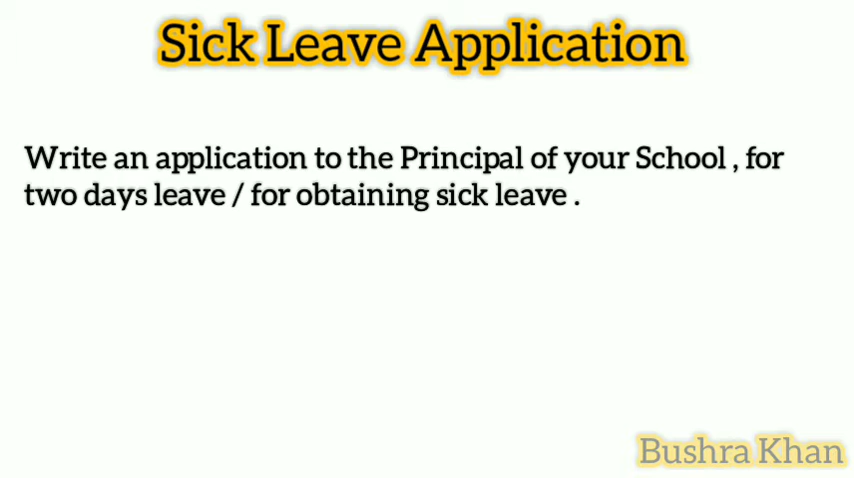 Sick Leave Application
Write an application to the Principal of your School , for
two days leave / for obtaining sick leave .
Bushra Khan